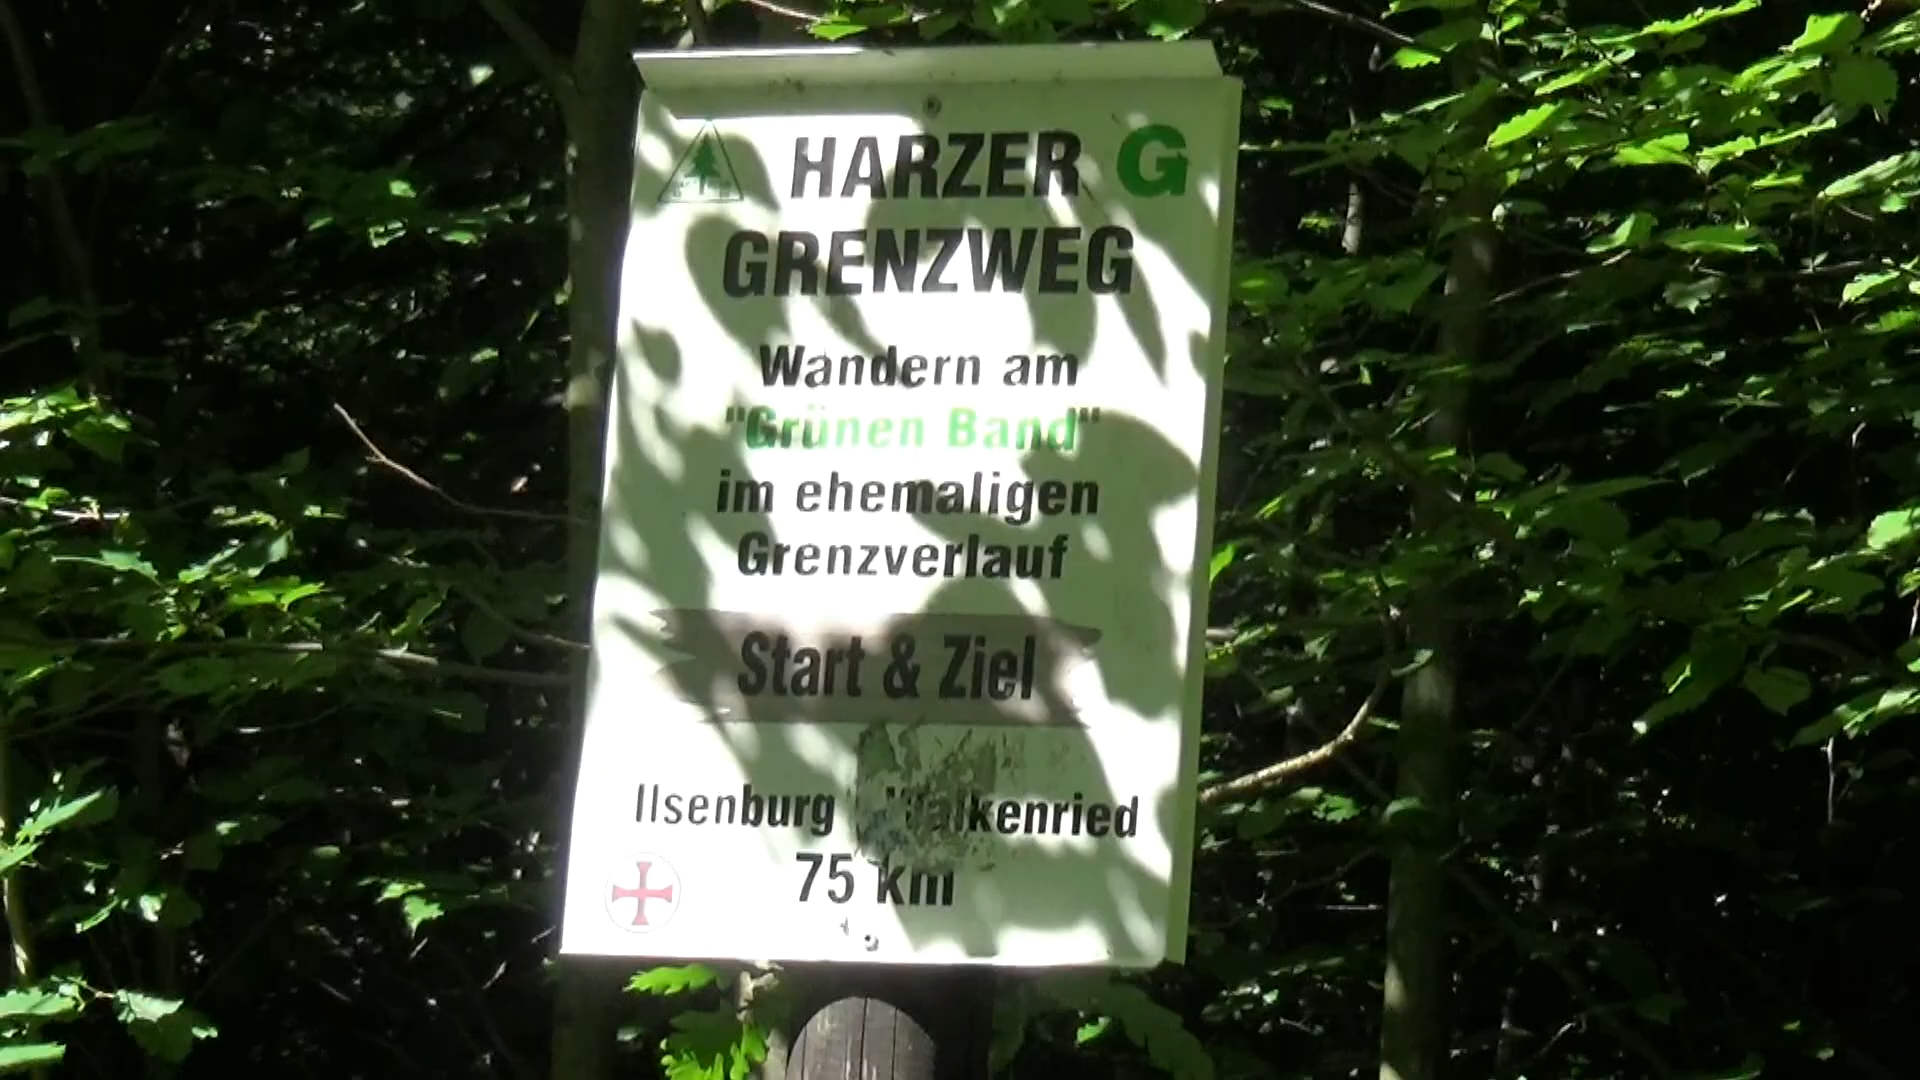 HARZER G
GRENZWEG
Wandern am
"Grünen Band"
im ehemaligen
Grenzverlauf
Start & Ziel
Ilsenburg Walkenried
75 km